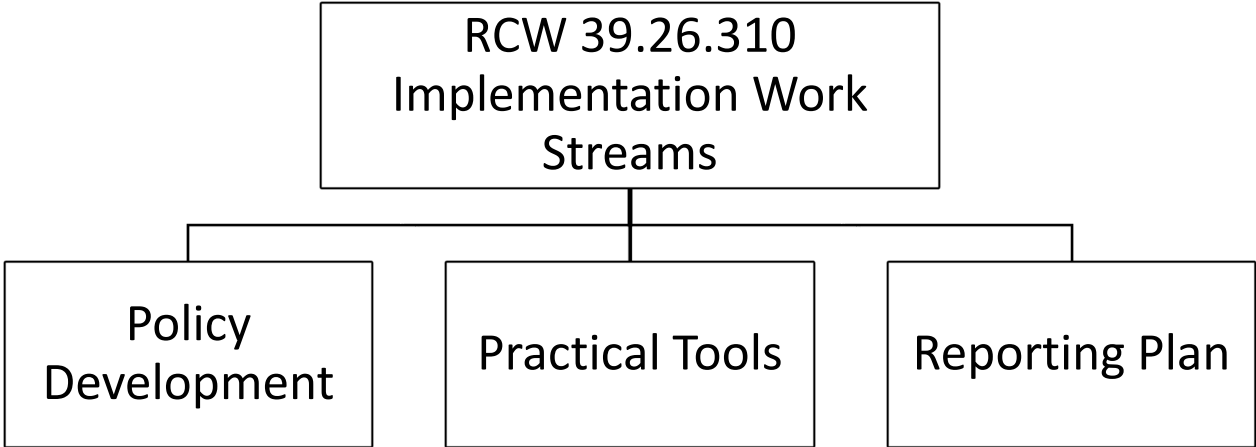 RCW 39.26.310
Implementation Work
Streams
Policy
Development
Practical Tools
Reporting Plan